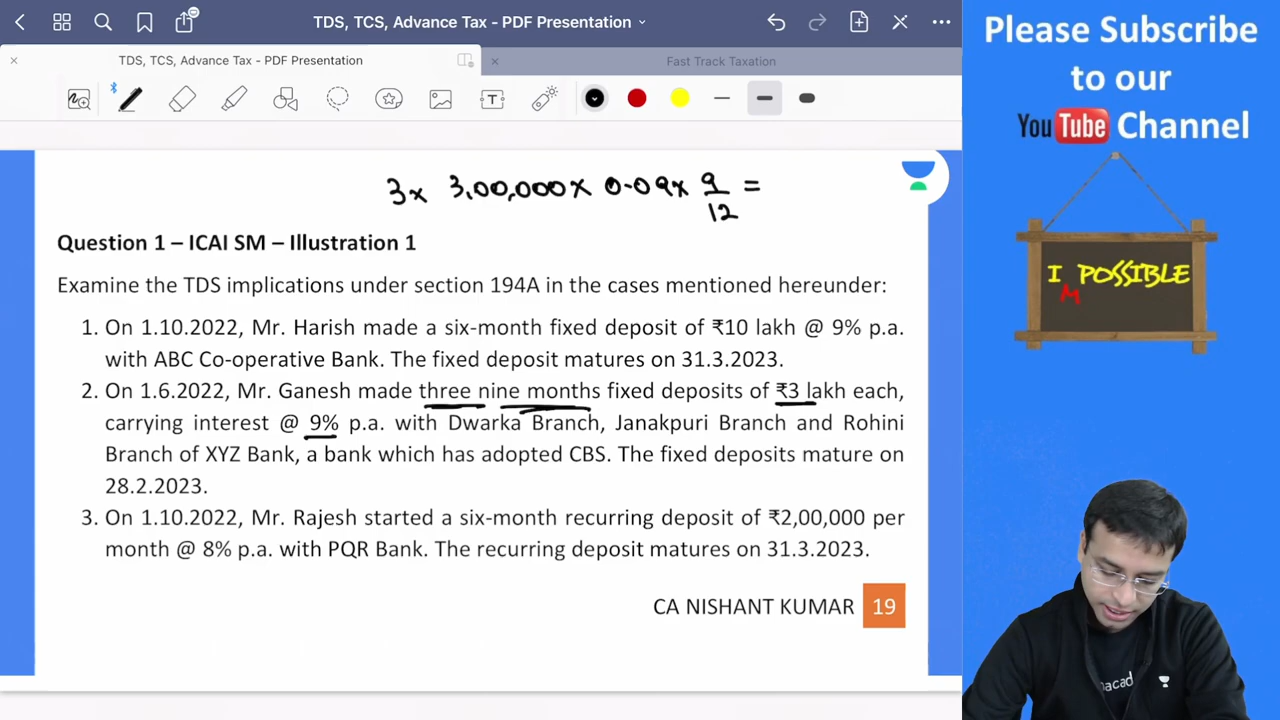 TDS, TCS, Advance Tax - PDF Presentation
TDS, TCS, Advance Tax - PDF Presentation
Fast Track Taxation
3x 3,00,000 x 0.09 x 9/12 =
Question 1 – ICAI SM – Illustration 1
Examine the TDS implications under section 194A in the cases mentioned hereunder:
1. On 1.10.2022, Mr. Harish made a six-month fixed deposit of ₹10 lakh @ 9% p.a.
with ABC Co-operative Bank. The fixed deposit matures on 31.3.2023.
2. On 1.6.2022, Mr. Ganesh made three nine months fixed deposits of ₹3 lakh each,
carrying interest @ 9% p.a. with Dwarka Branch, Janakpuri Branch and Rohini
Branch of XYZ Bank, a bank which has adopted CBS. The fixed deposits mature on
28.2.2023.
3. On 1.10.2022, Mr. Rajesh started a six-month recurring deposit of ₹2,00,000 per
month @ 8% p.a. with PQR Bank. The recurring deposit matures on 31.3.2023.
CA NISHANT KUMAR 19
Please Subscribe
to our
YouTube Channel
I POSSIBLE
M